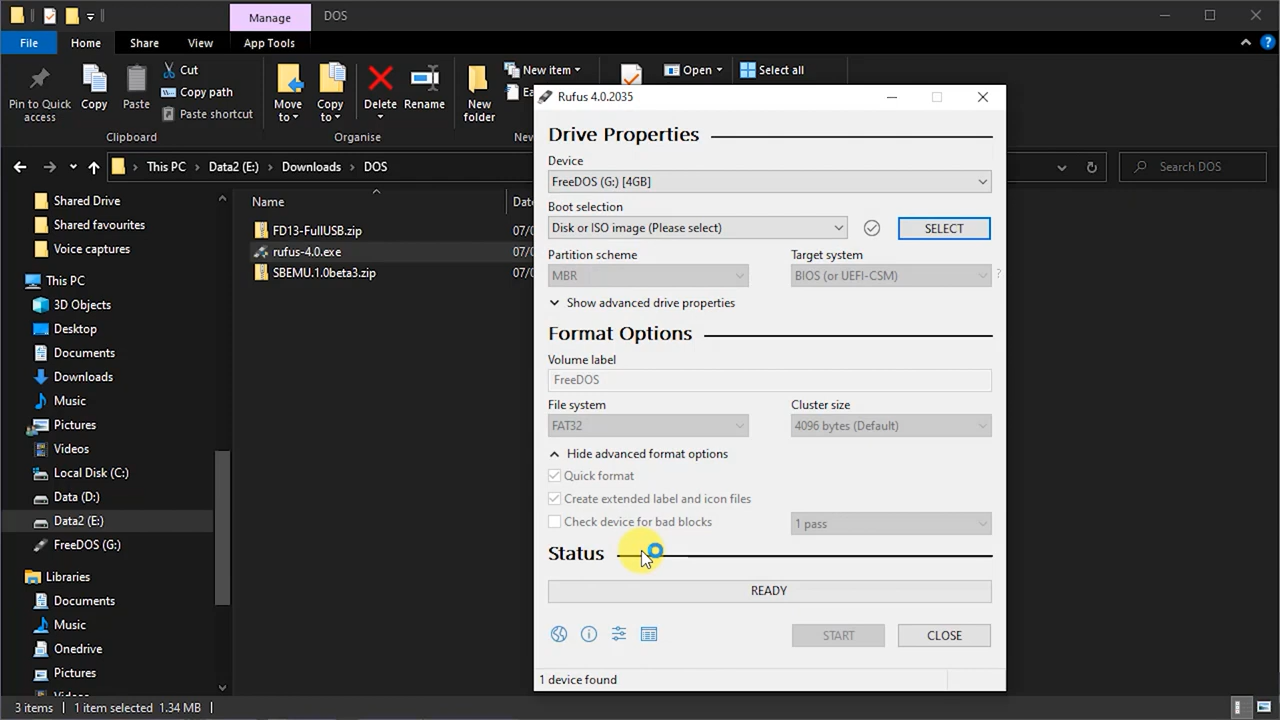 Manage
DOS
File
Home
Share
View
App Tools
Pin to Quick
access
Copy
Paste
Cut
Copy path
Paste shortcut
Clipboard
Move
to
Copy
to
Delete
Rename
Organise
New
folder
New item
Open
Select all
This PC
Data2 (E:)
Downloads
DOS
Search DOS
Shared Drive
Shared favourites
Voice captures
This PC
3D Objects
Desktop
Documents
Downloads
Music
Pictures
Videos
Local Disk (C:)
Data (D:)
Data2 (E:)
FreeDOS (G:)
Libraries
Documents
Music
Onedrive
Pictures
Name
FD13-FullUSB.zip
07/0
rufus-4.0.exe
07/0
SBEMU.1.0beta3.zip
07/0
Rufus 4.0.2035
Drive Properties
Device
FreeDOS (G:) [4GB]
Boot selection
Disk or ISO image (Please select)
SELECT
Partition scheme
Target system
MBR
BIOS (or UEFI-CSM)
?
Show advanced drive properties
Format Options
Volume label
FreeDOS
File system
Cluster size
FAT32
4096 bytes (Default)
Hide advanced format options
Quick format
Create extended label and icon files
Check device for bad blocks
1 pass
Status
READY
START
CLOSE
1 device found
3 items
1 item selected 1.34 MB